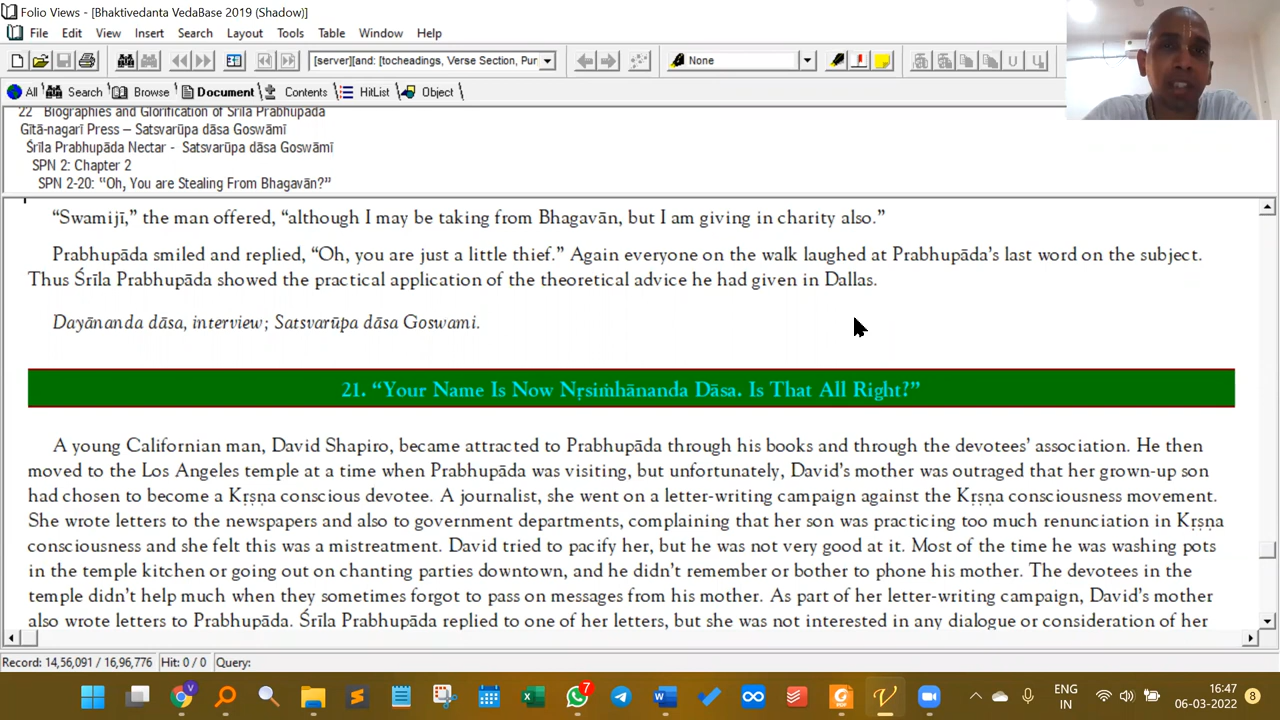 Folio Views - [Bhaktivedanta VedaBase 2019 (Shadow)]
File Edit View Insert Search Layout Tools Table Window Help
[server][and: [tocheadings, Verse Section, Pur
None
All Search Browse Document Contents HitList Object
22 Biographies and Glorification of Śrīla Prabhupāda
Gītā-nagarī Press – Satsvarūpa dāsa Goswāmī
Śrīla Prabhupāda Nectar - Satsvarūpa dāsa Goswāmī
SPN 2: Chapter 2
SPN 2-20: “Oh, You are Stealing From Bhagavān?”
“Swamijī,” the man offered, “although I may be taking from Bhagavān, but I am giving in charity also.”
Prabhupāda smiled and replied, “Oh, you are just a little thief.” Again everyone on the walk laughed at Prabhupāda’s last word on the subject.
Thus Śrīla Prabhupāda showed the practical application of the theoretical advice he had given in Dallas.
Dayānanda dāsa, interview; Satsvarūpa dāsa Goswami.
21. “Your Name Is Now Nṛsiṁhānanda Dāsa. Is That All Right?”
A young Californian man, David Shapiro, became attracted to Prabhupāda through his books and through the devotees’ association. He then
moved to the Los Angeles temple at a time when Prabhupāda was visiting, but unfortunately, David’s mother was outraged that her grown-up son
had chosen to become a Kṛṣṇa conscious devotee. A journalist, she went on a letter-writing campaign against the Kṛṣṇa consciousness movement.
She wrote letters to the newspapers and also to government departments, complaining that her son was practicing too much renunciation in Kṛṣṇa
consciousness and she felt this was a mistreatment. David tried to pacify her, but he was not very good at it. Most of the time he was washing pots
in the temple kitchen or going out on chanting parties downtown, and he didn’t remember or bother to phone his mother. The devotees in the
temple didn’t help much when they sometimes forgot to pass on messages from his mother. As part of her letter-writing campaign, David’s mother
also wrote letters to Prabhupāda. Śrīla Prabhupāda replied to one of her letters, but she was not interested in any dialogue or consideration of her
Record: 14,56,091 / 16,96,776 Hit: 0 / 0 Query:
V
7
ENG
IN
16:47
06-03-2022
8